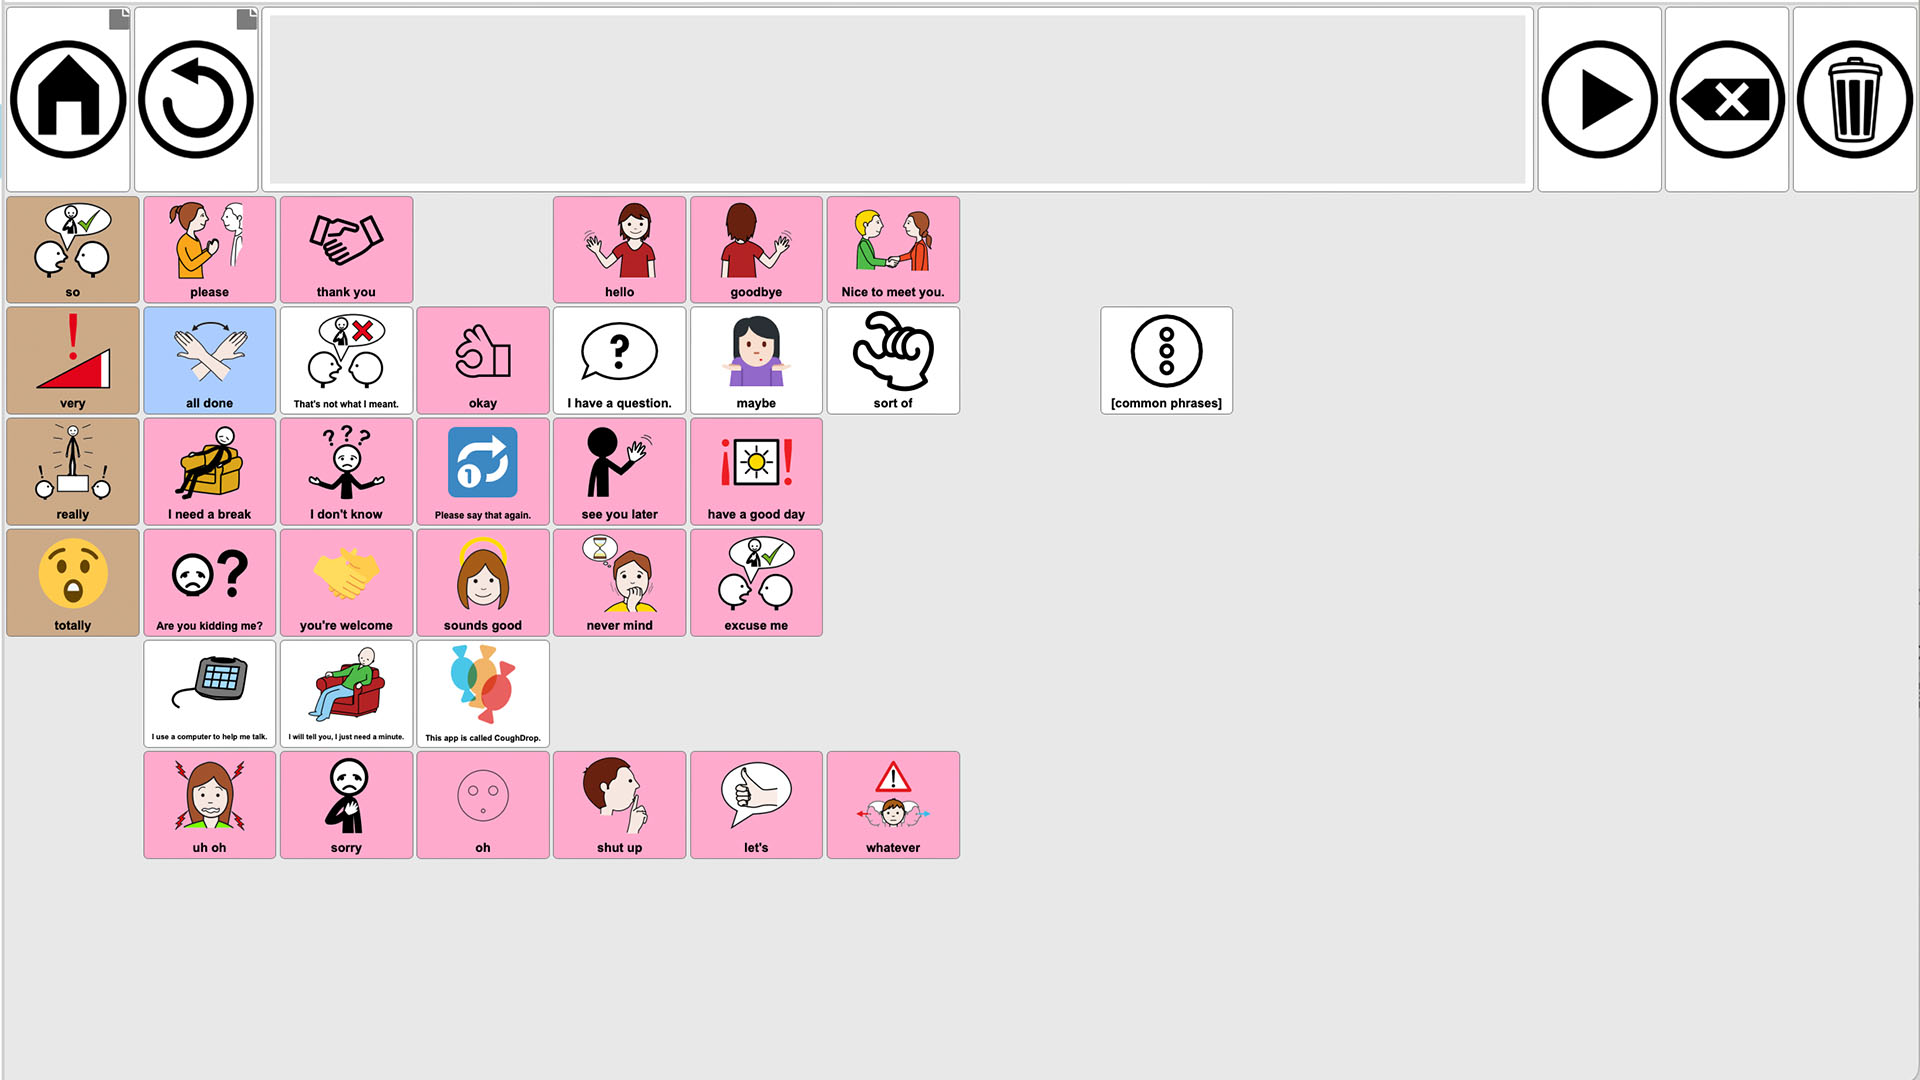 so
please
thank you
hello
goodbye
Nice to meet you.
very
all done
That's not what I meant.
okay
?
I have a question.
maybe
sort of
[common phrases]
really
I need a break
? ? ?
I don't know
1
Please say that again.
see you later
have a good day
totally
?
Are you kidding me?
you're welcome
sounds good
never mind
excuse me
I use a computer to help me talk.
I will tell you, I just need a minute.
This app is called CoughDrop.
uh oh
sorry
oh
shut up
let's
whatever